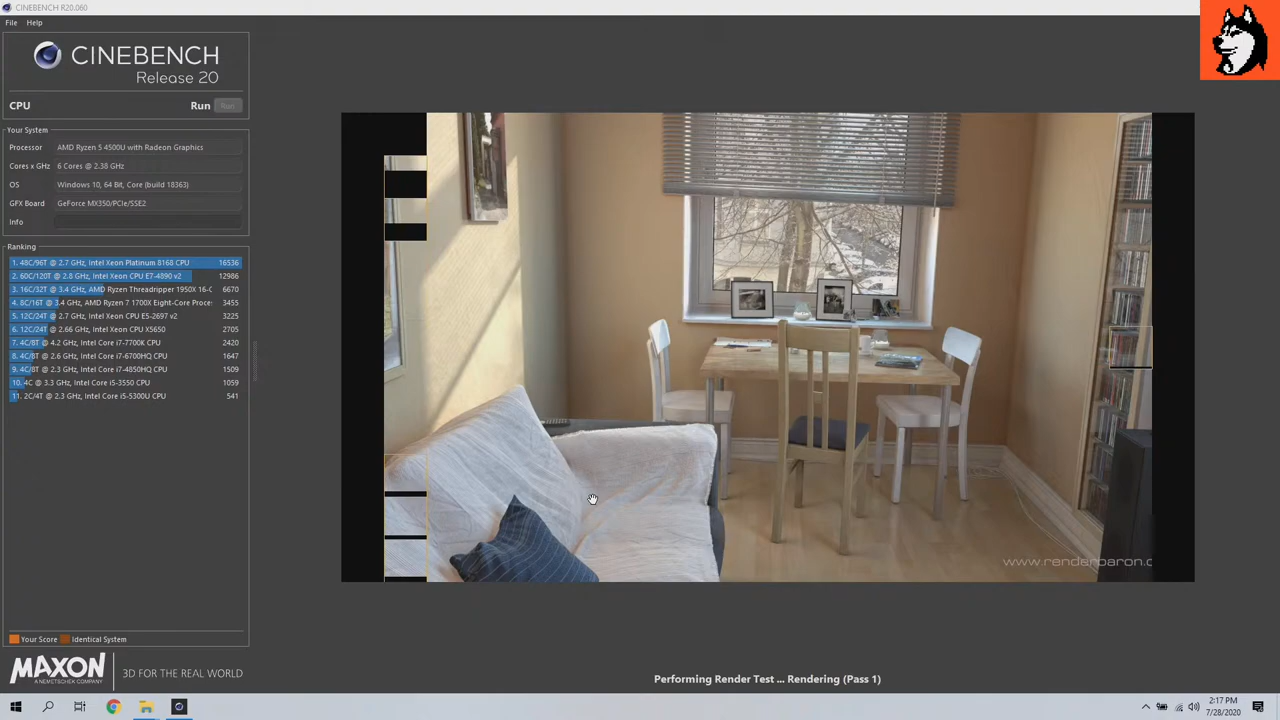 CINEBENCH R20.060
File Help
CINEBENCH
Release 20
CPU Run Run
Your System
Processor AMD Ryzen 5 4500U with Radeon Graphics
Cores x GHz 6 Cores @ 2.38 GHz
OS Windows 10, 64 Bit, Core (build 18363)
GFX Board GeForce MX350/PCIe/SSE2
Info
Ranking
1. 48C/96T @ 2.7 GHz, Intel Xeon Platinum 8168 CPU 16536
2. 60C/120T @ 2.8 GHz, Intel Xeon CPU E7-4890 v2 12986
3. 16C/32T @ 3.4 GHz, AMD Ryzen Threadripper 1950X 16-C 6670
4. 8C/16T @ 3.4 GHz, AMD Ryzen 7 1700X Eight-Core Proce: 3455
5. 12C/24T @ 2.7 GHz, Intel Xeon CPU E5-2697 v2 3225
6. 12C/24T @ 2.66 GHz, Intel Xeon CPU X5650 2705
7. 4C/8T @ 4.2 GHz, Intel Core i7-7700K CPU 2420
8. 4C/8T @ 2.6 GHz, Intel Core i7-6700HQ CPU 1647
9. 4C/8T @ 2.3 GHz, Intel Core i7-4850HQ CPU 1509
10. 4C @ 3.3 GHz, Intel Core i5-3550 CPU 1059
11. 2C/4T @ 2.3 GHz, Intel Core i5-5300U CPU 541
www.renderbaron.c
Your Score Identical System
MAXON
A NEMETSCHEK COMPANY
3D FOR THE REAL WORLD
Performing Render Test ... Rendering (Pass 1)
2:17 PM
7/28/2020